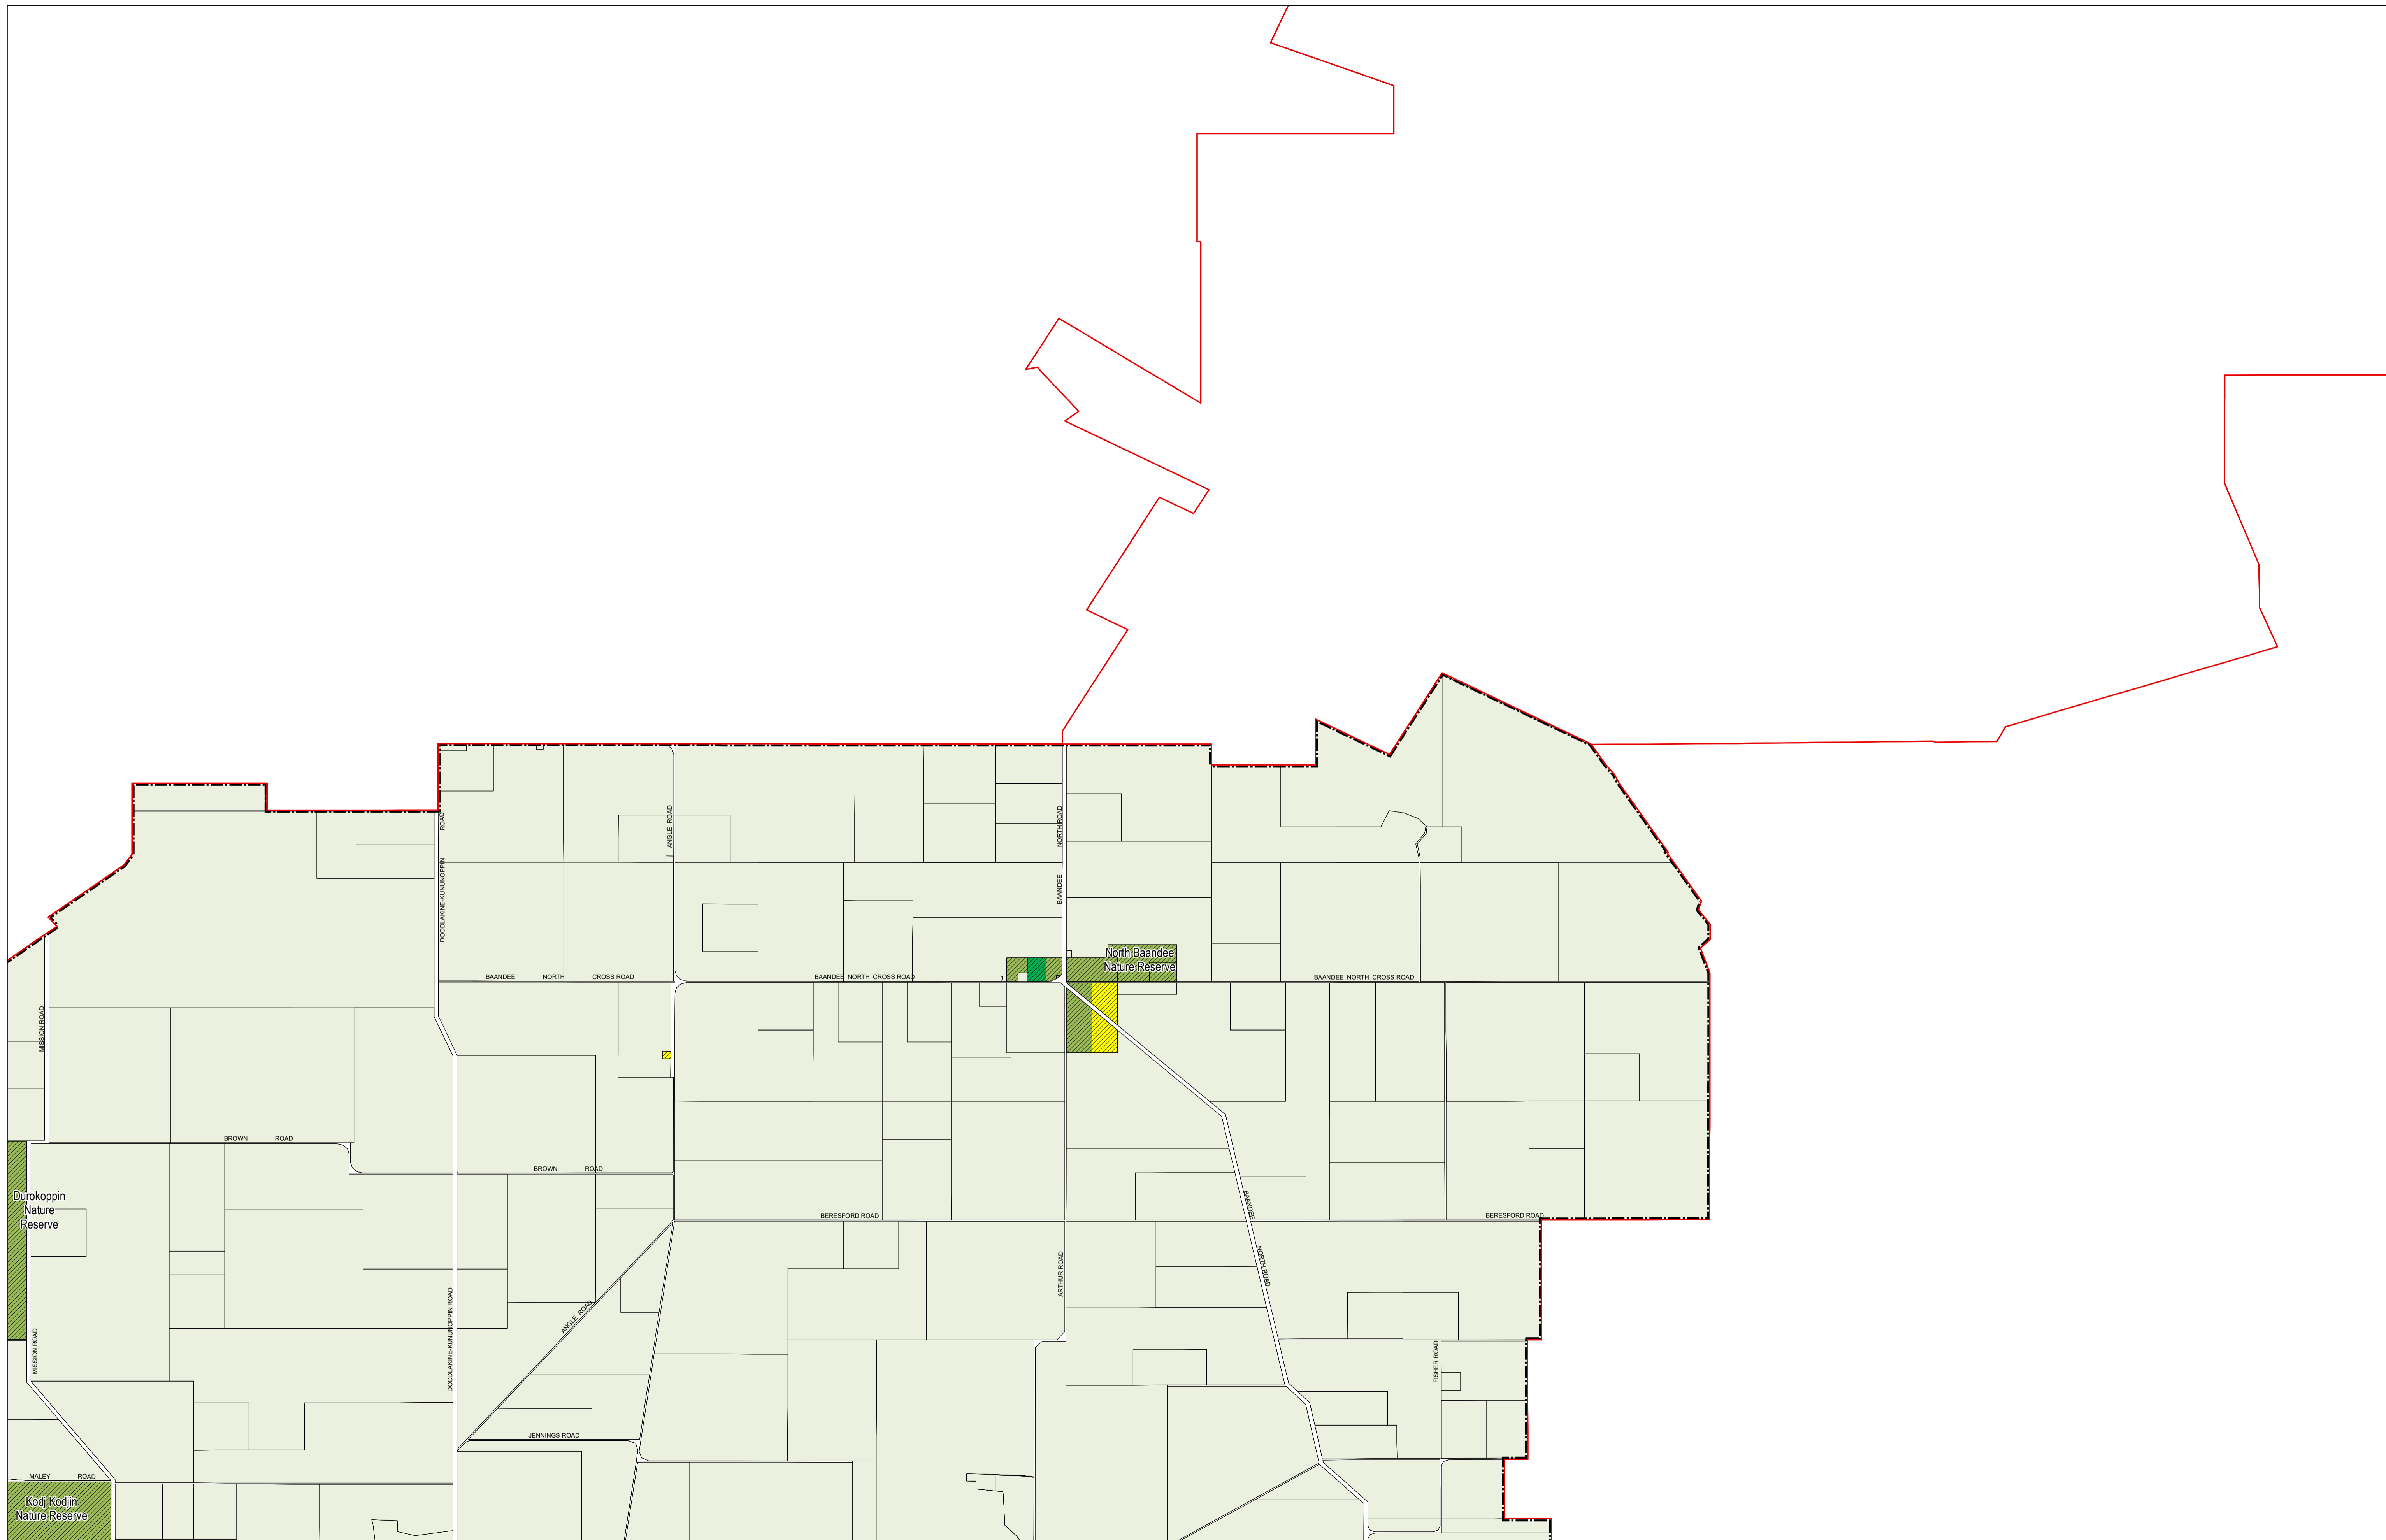 ROAD
DOODLAKINE-KUNUNOPPIN
ANGLE ROAD
NORTH ROAD
BAANDEE
North Baandee
Nature Reserve
BAANDEE NORTH CROSS ROAD
BAANDEE NORTH CROSS ROAD
BAANDEE NORTH CROSS ROAD
MISSION ROAD
BROWN ROAD
BROWN ROAD
Durokoppin
Nature
Reserve
BERESFORD ROAD
BAANDEE
BERESFORD ROAD
NORTH ROAD
ARTHUR ROAD
ANGLE ROAD
DOODLAKINE-KUNUNOPPIN ROAD
MISSION ROAD
FISHER ROAD
JENNINGS ROAD
MALEY ROAD
Kodj Kodjin
Nature Reserve